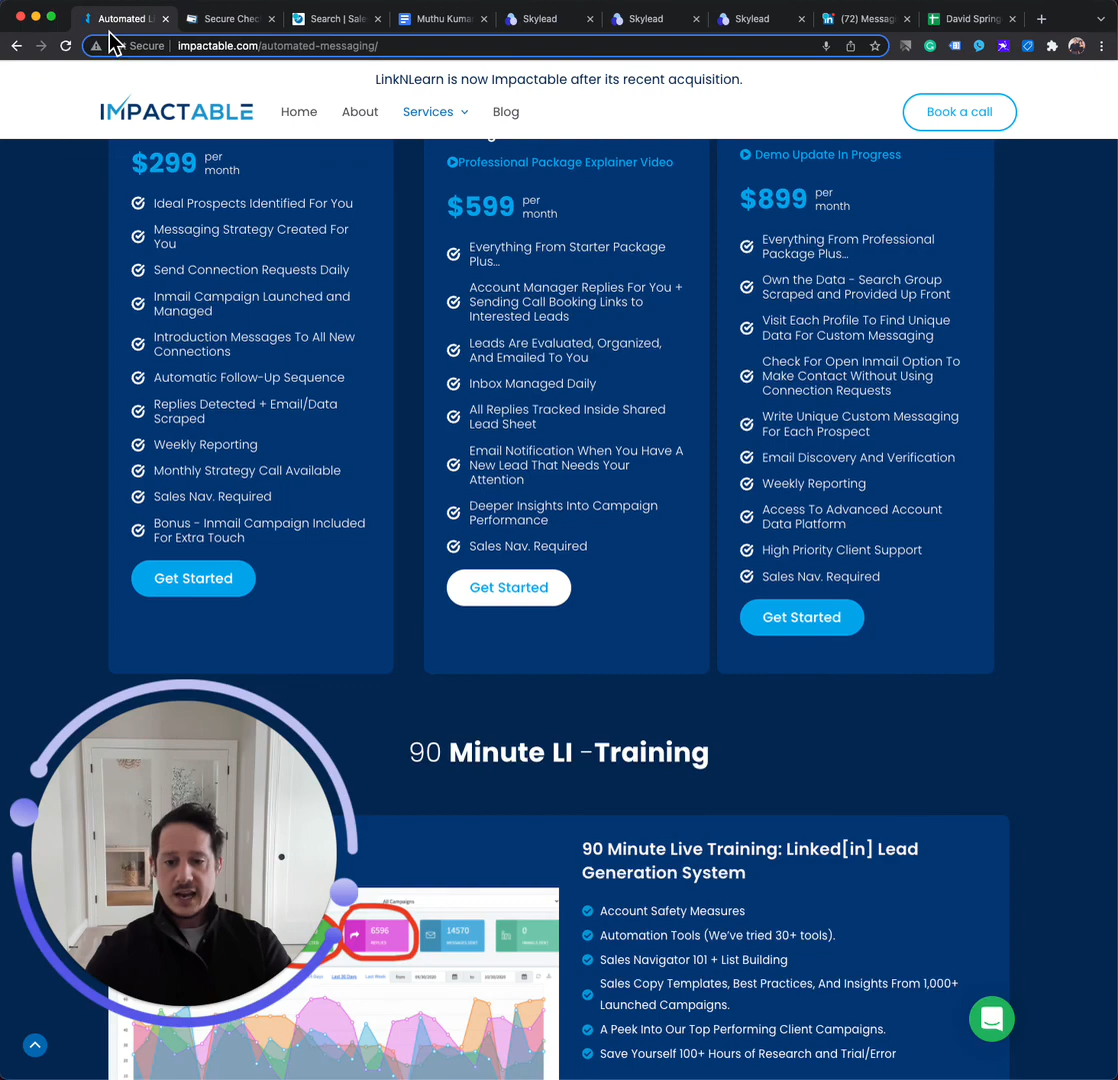 Automated Li
Secure Chec
Search | Sale
Muthu Kuma
Skylead
Skylead
Skylead
(72) Messag
David Spring
Secure
impactable.com/automated-messaging/
LinkNLearn is now Impactable after its recent acquisition.
IMPACTABLE
Home
About
Services
Blog
Book a call
$299 per
month
Ideal Prospects Identified For You
Messaging Strategy Created For
You
Send Connection Requests Daily
Inmail Campaign Launched and
Managed
Introduction Messages To All New
Connections
Automatic Follow-Up Sequence
Replies Detected + Email/Data
Scraped
Weekly Reporting
Monthly Strategy Call Available
Sales Nav. Required
Bonus - Inmail Campaign Included
For Extra Touch
Get Started
Professional Package Explainer Video
$599 per
month
Everything From Starter Package
Plus...
Account Manager Replies For You +
Sending Call Booking Links to
Interested Leads
Leads are Evaluated, Organized,
And Emailed To You
Inbox Managed Daily
All Replies Tracked Inside Shared
Lead Sheet
Email Notification When You Have A
New Lead That Needs Your
Attention
Deeper Insights Into Campaign
Performance
Sales Nav. Required
Get Started
Demo Update In Progress
$899 per
month
Everything From Professional
Package Plus...
Own the Data - Search Group
Scraped and Provided Up Front
Visit Each Profile To Find Unique
Data For Custom Messaging
Check For Open Inmail Option To
Make Contact Without Using
Connection Requests
Write Unique Custom Messaging
For Each Prospect
Email Discovery And Verification
Weekly Reporting
Access To Advanced Account
Data Platform
High Priority Client Support
Sales Nav. Required
Get Started
90 Minute LI -Training
All Campaigns
6596
REPLIES
14570
0
Last 30 Days
Last Week
from
to
90 Minute Live Training: Linked[in] Lead
Generation System
Account Safety Measures
Automation Tools (We've tried 30+ tools).
Sales Navigator 101 + List Building
Sales Copy Templates, Best Practices, And Insights From 1,000+
Launched Campaigns.
A Peek Into Our Top Performing Client Campaigns.
Save Yourself 100+ Hours of Research and Trial/Error